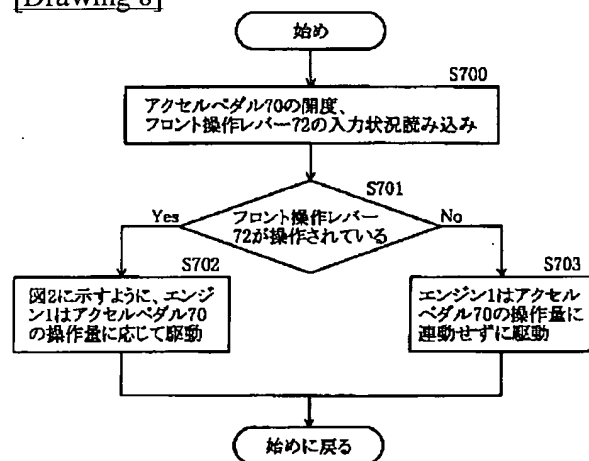 [Drawing 8]
始め
S700
アクセルペダル70の開度、
フロント操作レバー72の入力状況読み込み
S701
Yes
フロント操作レバー
72が操作されている
No
S702
図2に示すように、エンジ
ン1はアクセルペダル70
の操作量に応じて駆動
S703
エンジン1はアクセル
ペダル70の操作量に
連動せずに駆動
始めに戻る